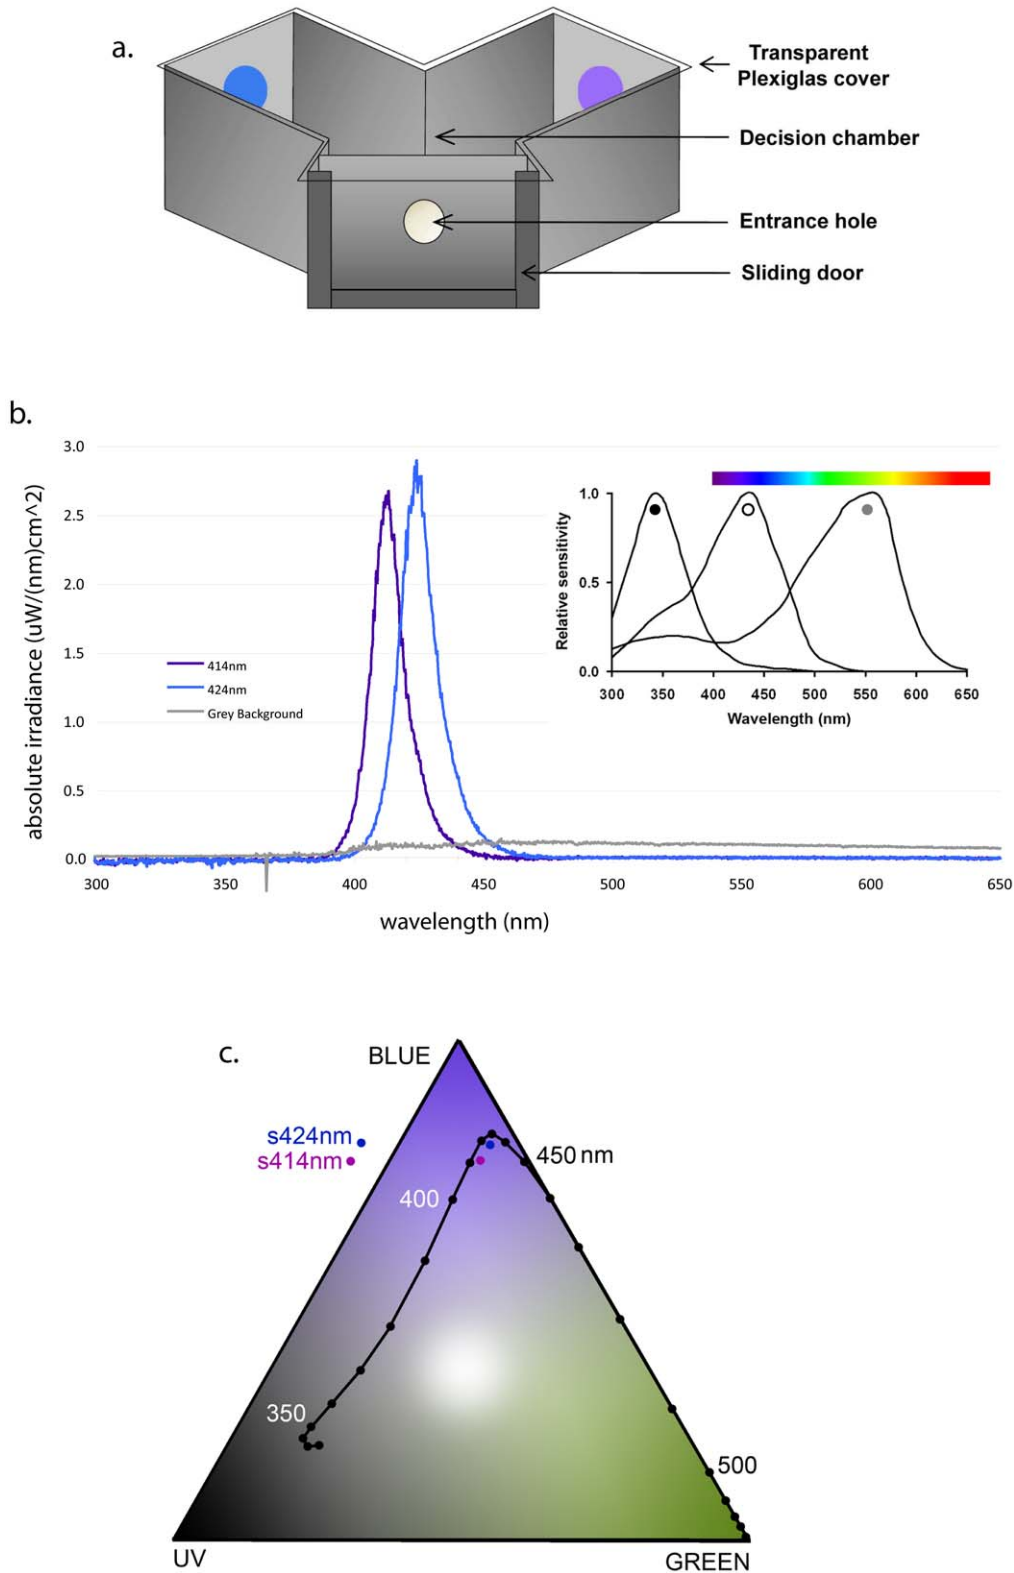 a.
Transparent
Plexiglas cover
Decision chamber
Entrance hole
Sliding door
b.
absolute irradiance (uW/(nm)cm^2)
3.0
2.5
2.0
1.5
1.0
0.5
0.0
414nm
424nm
Grey Background
300 350 400 450 500 550 600 650
wavelength (nm)
Relative sensitivity
1.0
0.5
0.0
300 350 400 450 500 550 600 650
Wavelength (nm)
c.
BLUE
s424nm
s414nm
450 nm
400
350
500
UV
GREEN